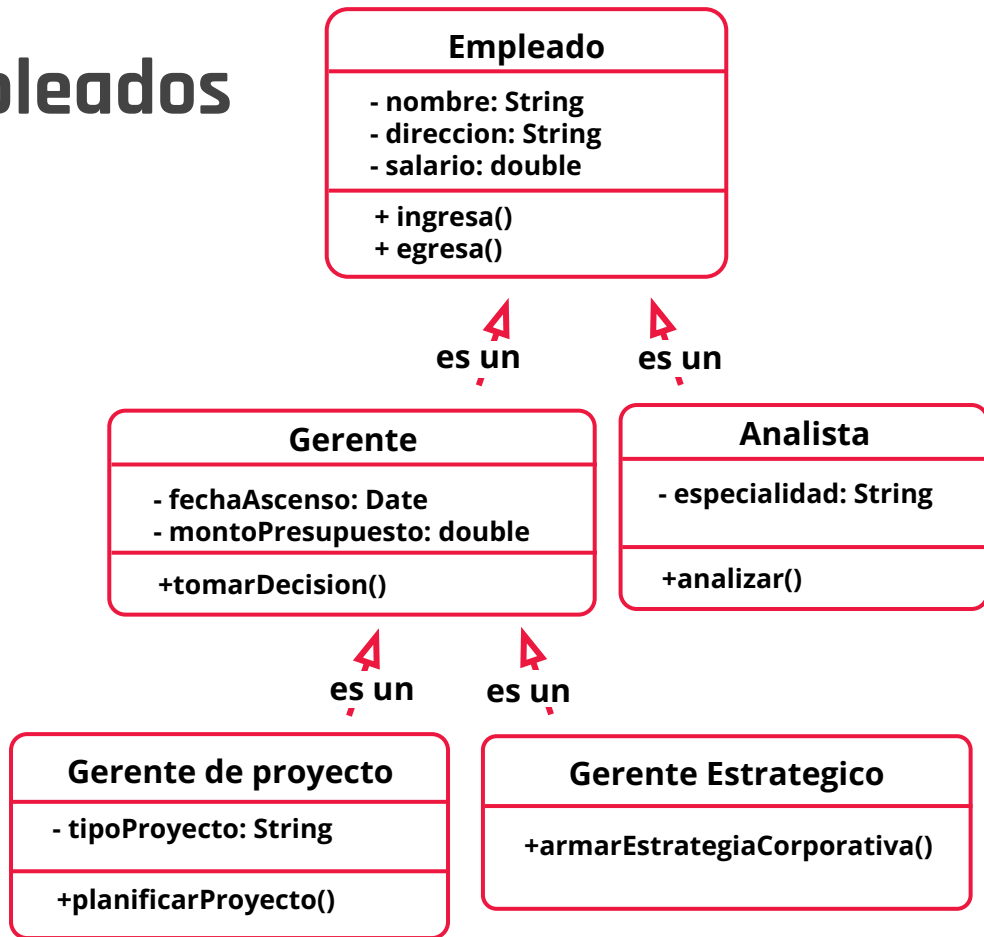 pleados
Empleado
- nombre: String
- direccion: String
- salario: double
+ ingresa()
+ egresa()
es un
es un
Gerente
- fechaAscenso: Date
- montoPresupuesto: double
+tomarDecision()
Analista
- especialidad: String
+analizar()
es un
es un
Gerente de proyecto
- tipoProyecto: String
+planificarProyecto()
Gerente Estrategico
+armarEstrategiaCorporativa()